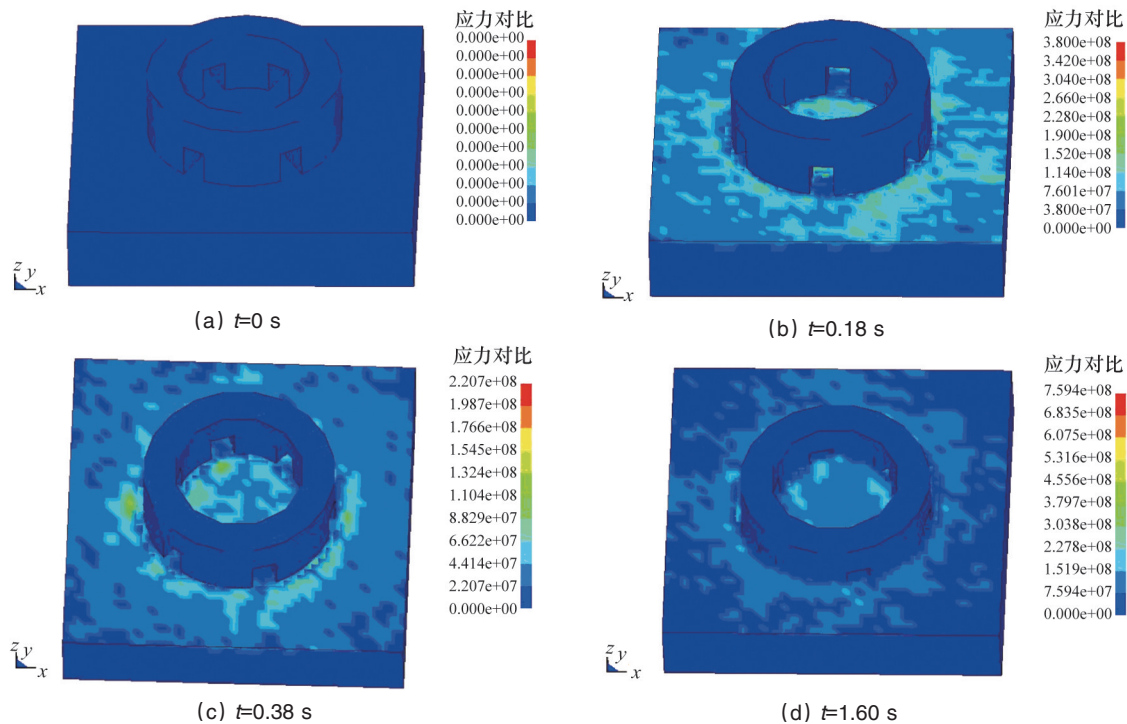 应力对比
0.000e+00
0.000e+00
0.000e+00
0.000e+00
0.000e+00
0.000e+00
0.000e+00
0.000e+00
0.000e+00
0.000e+00
0.000e+00
z y
x
(a) t=0 s
应力对比
3.800e+08
3.420e+08
3.040e+08
2.660e+08
2.280e+08
1.900e+08
1.520e+08
1.140e+08
7.601e+07
3.800e+07
0.000e+00
z y
x
(b) t=0.18 s
应力对比
2.207e+08
1.987e+08
1.766e+08
1.545e+08
1.324e+08
1.104e+08
8.829e+07
6.622e+07
4.414e+07
2.207e+07
0.000e+00
z y
x
(c) t=0.38 s
应力对比
7.594e+08
6.835e+08
6.075e+08
5.316e+08
4.556e+08
3.797e+08
3.038e+08
2.278e+08
1.519e+08
7.594e+07
0.000e+00
z y
x
(d) t=1.60 s